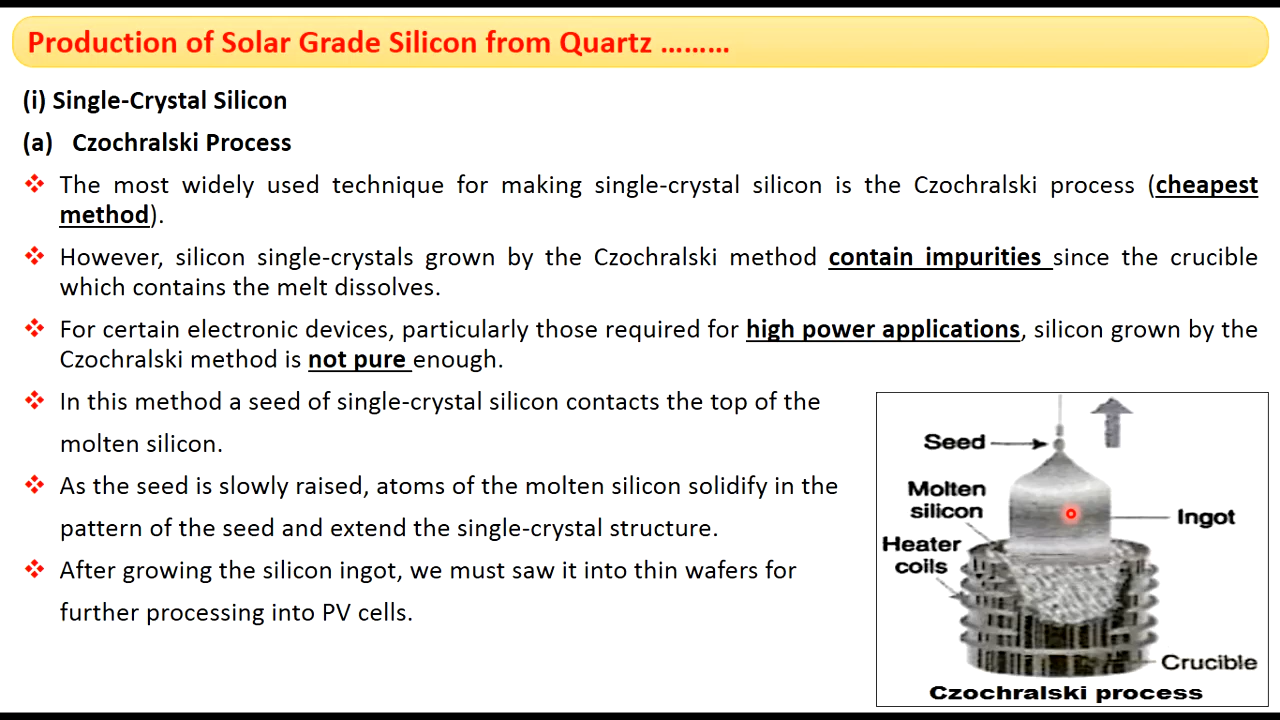 Production of Solar Grade Silicon from Quartz .........
(i) Single-Crystal Silicon
(a) Czochralski Process
❖ The most widely used technique for making single-crystal silicon is the Czochralski process (cheapest
method).
❖ However, silicon single-crystals grown by the Czochralski method contain impurities since the crucible
which contains the melt dissolves.
❖ For certain electronic devices, particularly those required for high power applications, silicon grown by the
Czochralski method is not pure enough.
❖ In this method a seed of single-crystal silicon contacts the top of the
molten silicon.
❖ As the seed is slowly raised, atoms of the molten silicon solidify in the
pattern of the seed and extend the single-crystal structure.
❖ After growing the silicon ingot, we must saw it into thin wafers for
further processing into PV cells.
Seed
Molten
silicon
Ingot
Heater
coils
Crucible
Czochralski process